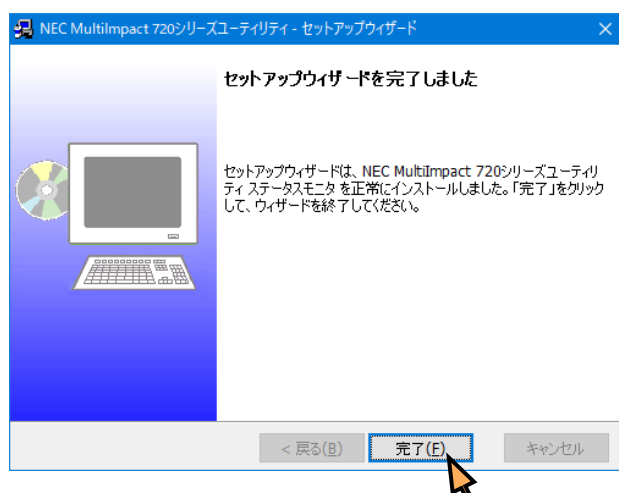 NEC MultiImpact 720シリーズユーティリティ - セットアップウィザード
セットアップウィザードを完了しました
セットアップウィザードは、NEC MultiImpact 720シリーズユーティリ
ティ ステータスモニタ を正常にインストールしました。「完了」をクリック
して、ウィザードを終了してください。
< 戻る(B)
完了(F)
キャンセル